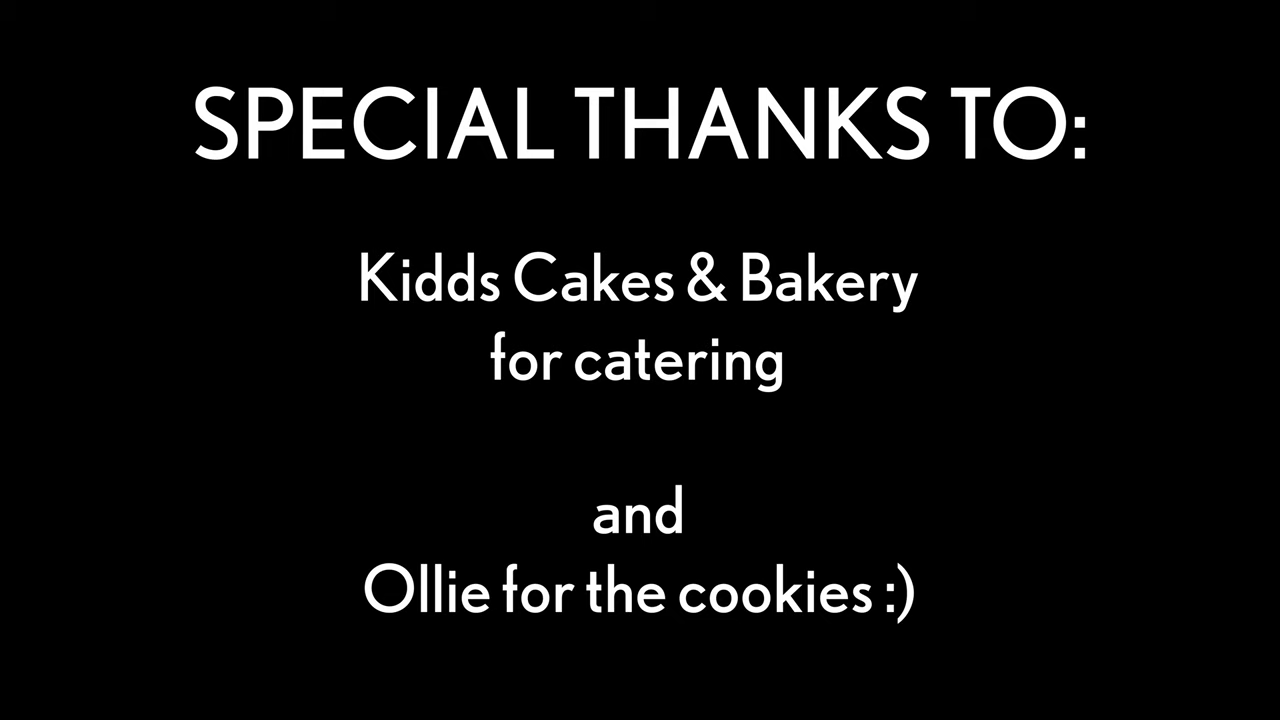 SPECIAL THANKS TO:
Kidds Cakes & Bakery
for catering
and
Ollie for the cookies :)